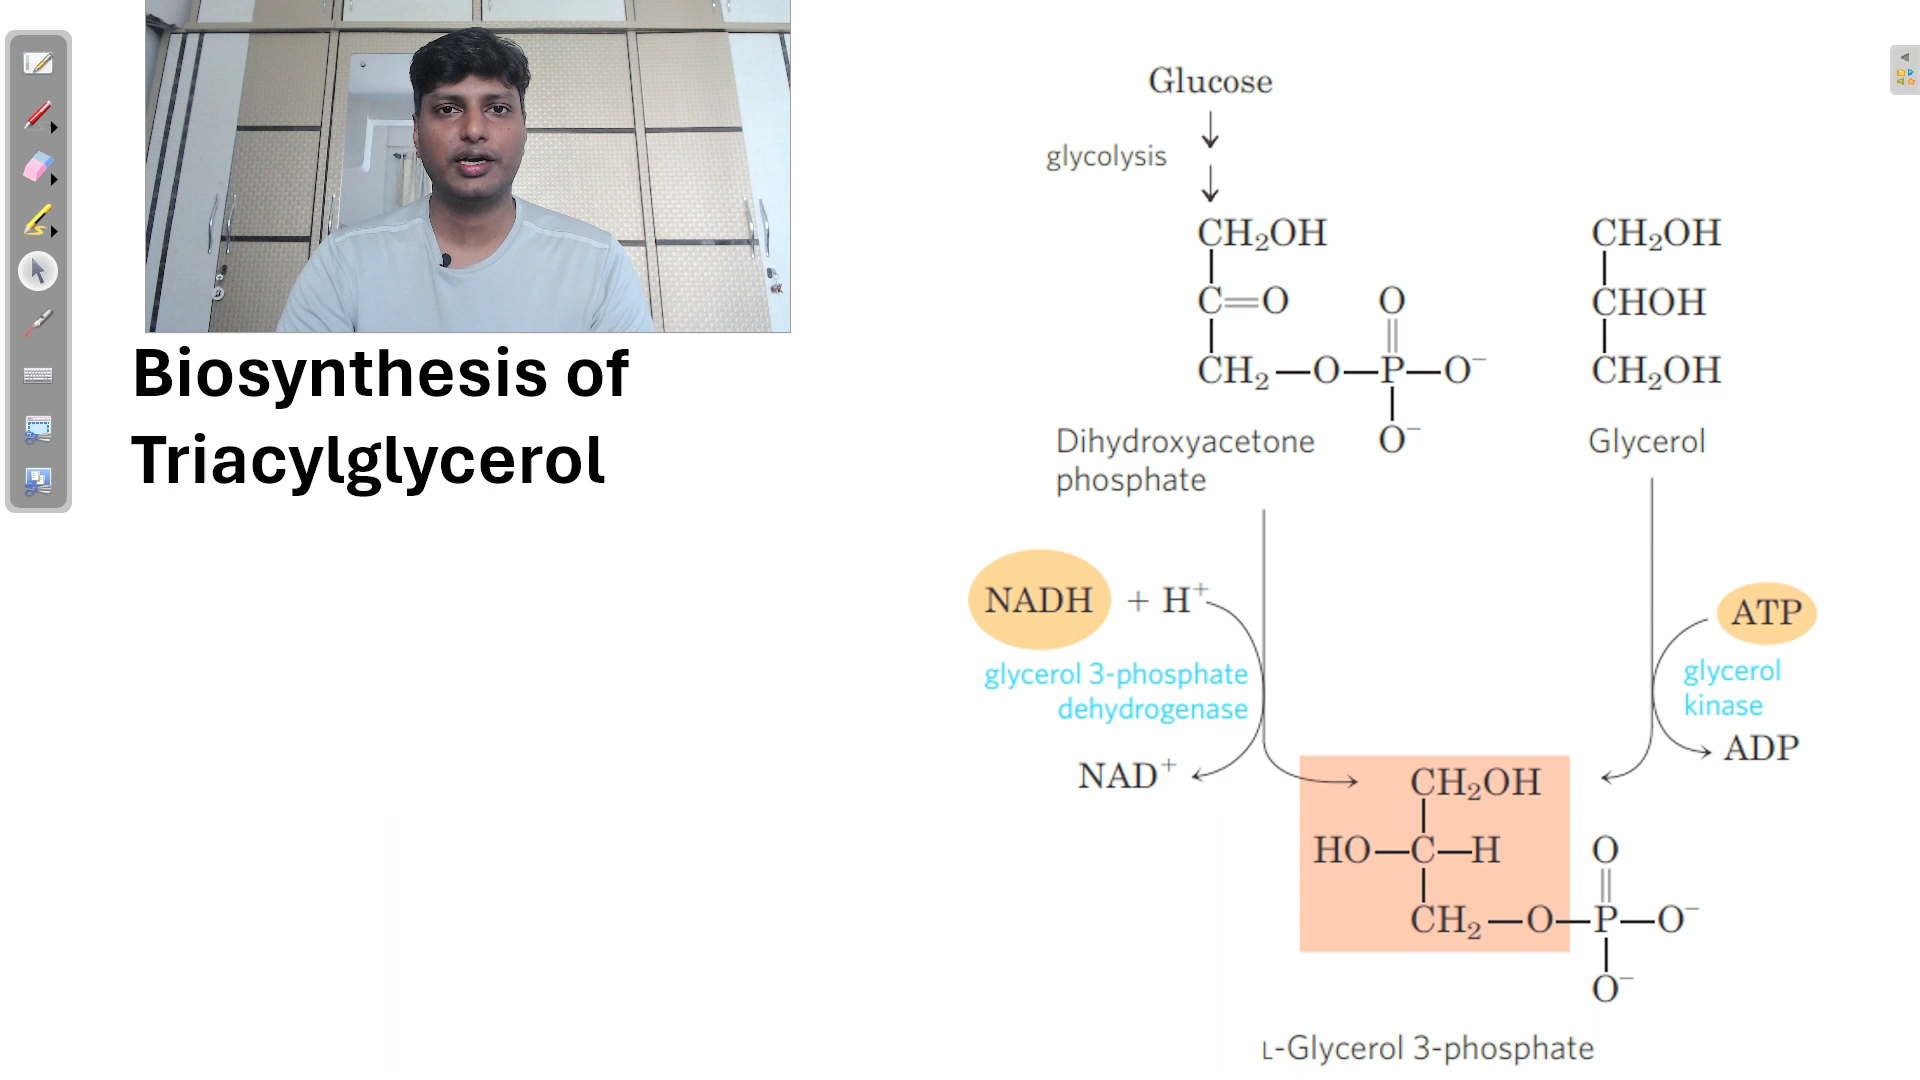 Biosynthesis of
Triacylglycerol
Glucose
glycolysis
CH₂OH
C=O
O
CH₂—O—P—O⁻
O⁻
Dihydroxyacetone
phosphate
CH₂OH
CHOH
CH₂OH
Glycerol
NADH + H⁺
glycerol 3-phosphate
dehydrogenase
NAD⁺
ATP
glycerol
kinase
ADP
CH₂OH
HO—C—H
O
CH₂—O—P—O⁻
O⁻
L-Glycerol 3-phosphate